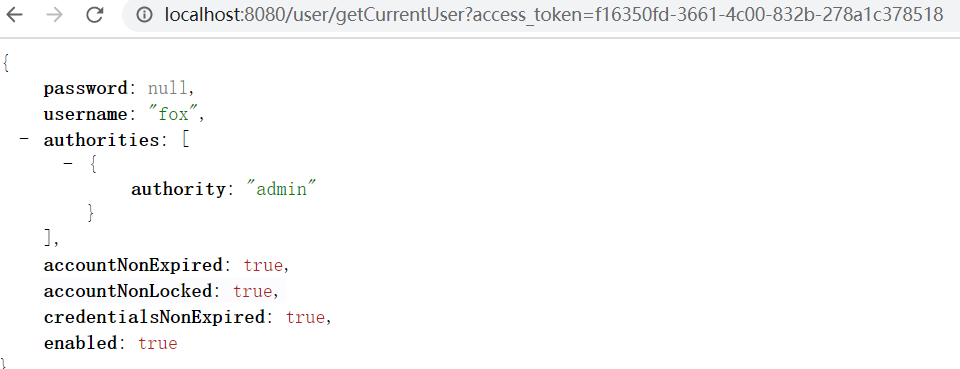 localhost:8080/user/getCurrentUser?access_token=f16350fd-3661-4c00-832b-278a1c378518
{
password: null,
username: "fox",
- authorities: [
- {
authority: "admin"
}
],
accountNonExpired: true,
accountNonLocked: true,
credentialsNonExpired: true,
enabled: true
}